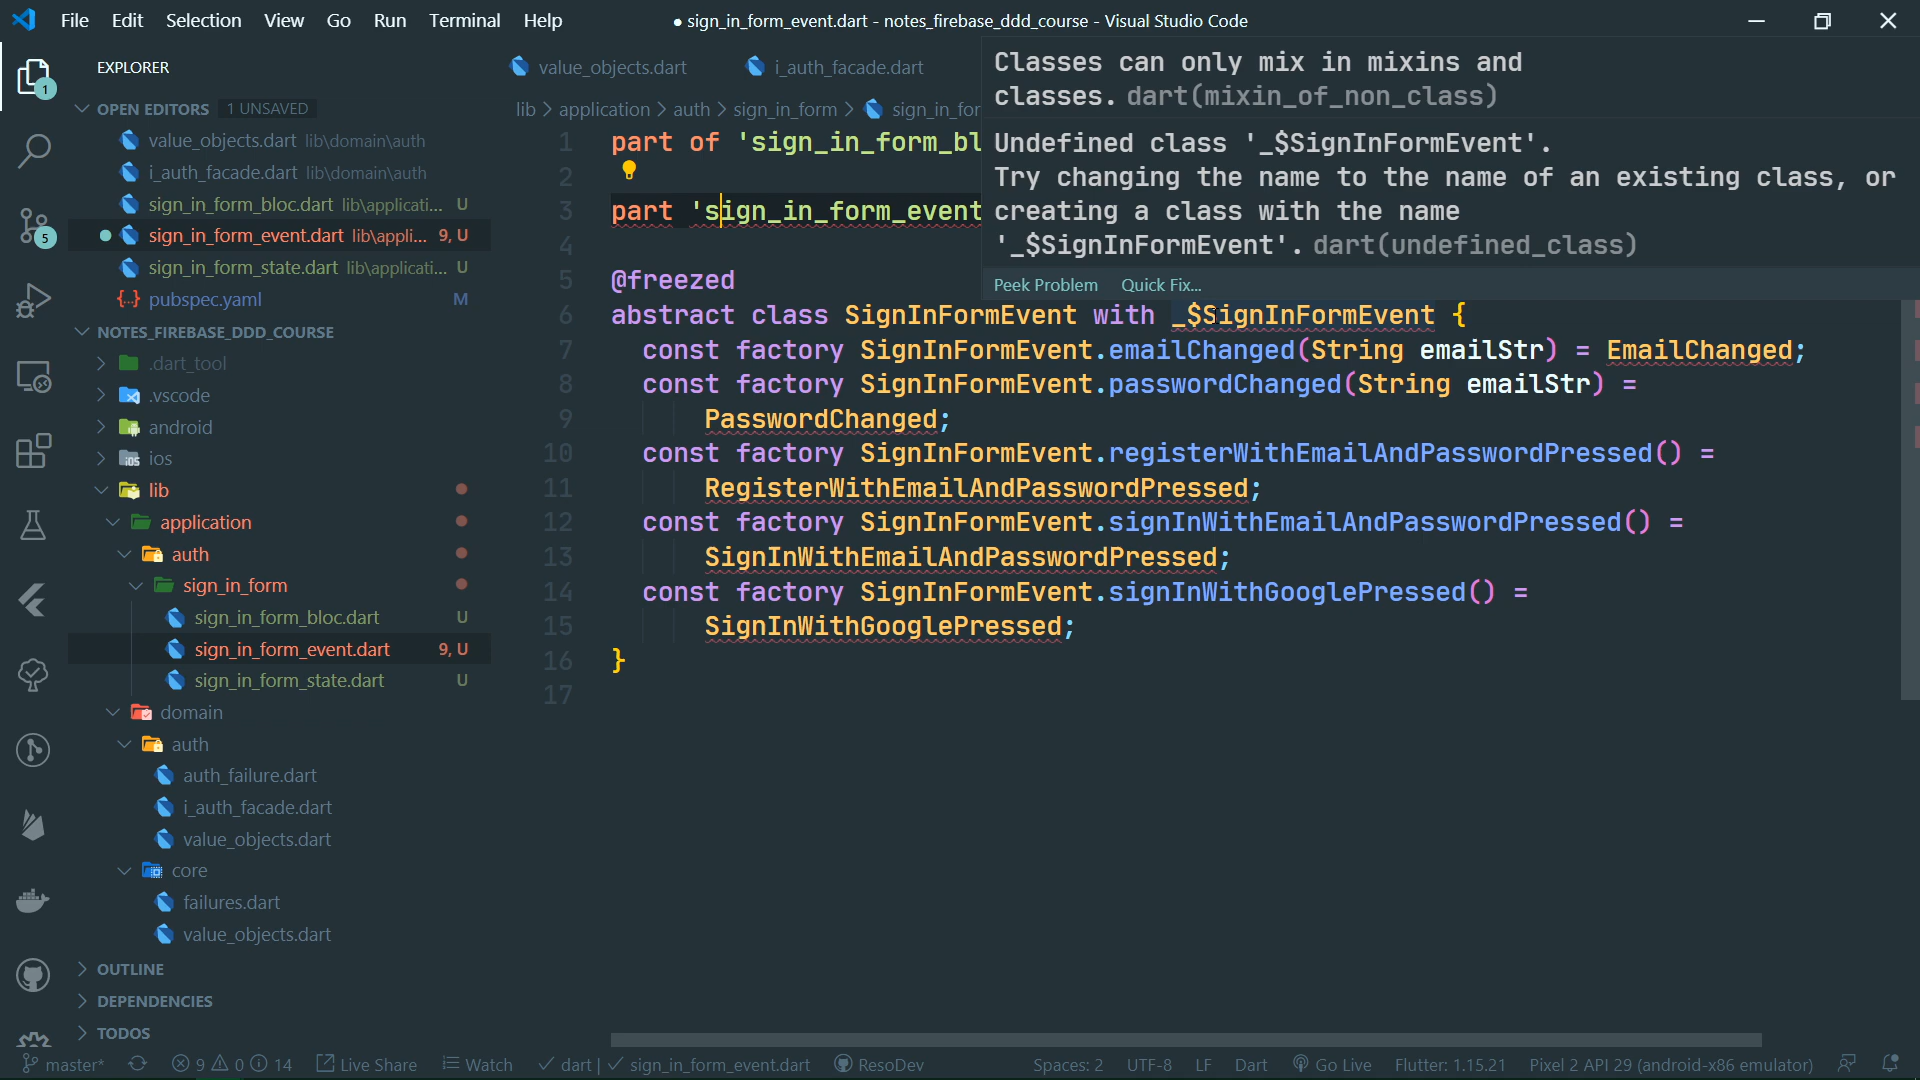 File Edit Selection View Go Run Terminal Help
● sign_in_form_event.dart - notes_firebase_ddd_course - Visual Studio Code
EXPLORER
OPEN EDITORS 1 UNSAVED
value_objects.dart lib\domain\auth
i_auth_facade.dart lib\domain\auth
sign_in_form_bloc.dart lib\applicati... U
sign_in_form_event.dart lib\appli... 9, U
sign_in_form_state.dart lib\applicati... U
pubspec.yaml M
NOTES_FIREBASE_DDD_COURSE
.dart_tool
.vscode
android
ios
lib
application
auth
sign_in_form
sign_in_form_bloc.dart U
sign_in_form_event.dart 9, U
sign_in_form_state.dart U
domain
auth
auth_failure.dart
i_auth_facade.dart
value_objects.dart
core
failures.dart
value_objects.dart
OUTLINE
DEPENDENCIES
TODOS
1
5
value_objects.dart i_auth_facade.dart
lib > application > auth > sign_in_form > sign_in_for
Classes can only mix in mixins and
classes. dart(mixin_of_non_class)
Undefined class '_$SignInFormEvent'.
Try changing the name to the name of an existing class, or
creating a class with the name
'_$SignInFormEvent'. dart(undefined_class)
Peek Problem Quick Fix...
1 part of 'sign_in_form_bl
2
3 part 'sign_in_form_event
4
5 @freezed
6 abstract class SignInFormEvent with _$SignInFormEvent {
7 const factory SignInFormEvent.emailChanged(String emailStr) = EmailChanged;
8 const factory SignInFormEvent.passwordChanged(String emailStr) =
9 PasswordChanged;
10 const factory SignInFormEvent.registerWithEmailAndPasswordPressed() =
11 RegisterWithEmailAndPasswordPressed;
12 const factory SignInFormEvent.signInWithEmailAndPasswordPressed() =
13 SignInWithEmailAndPasswordPressed;
14 const factory SignInFormEvent.signInWithGooglePressed() =
15 SignInWithGooglePressed;
16 }
17
master* 9 0 14 Live Share Watch dart | sign_in_form_event.dart ResoDev Spaces: 2 UTF-8 LF Dart Go Live Flutter: 1.15.21 Pixel 2 API 29 (android-x86 emulator)